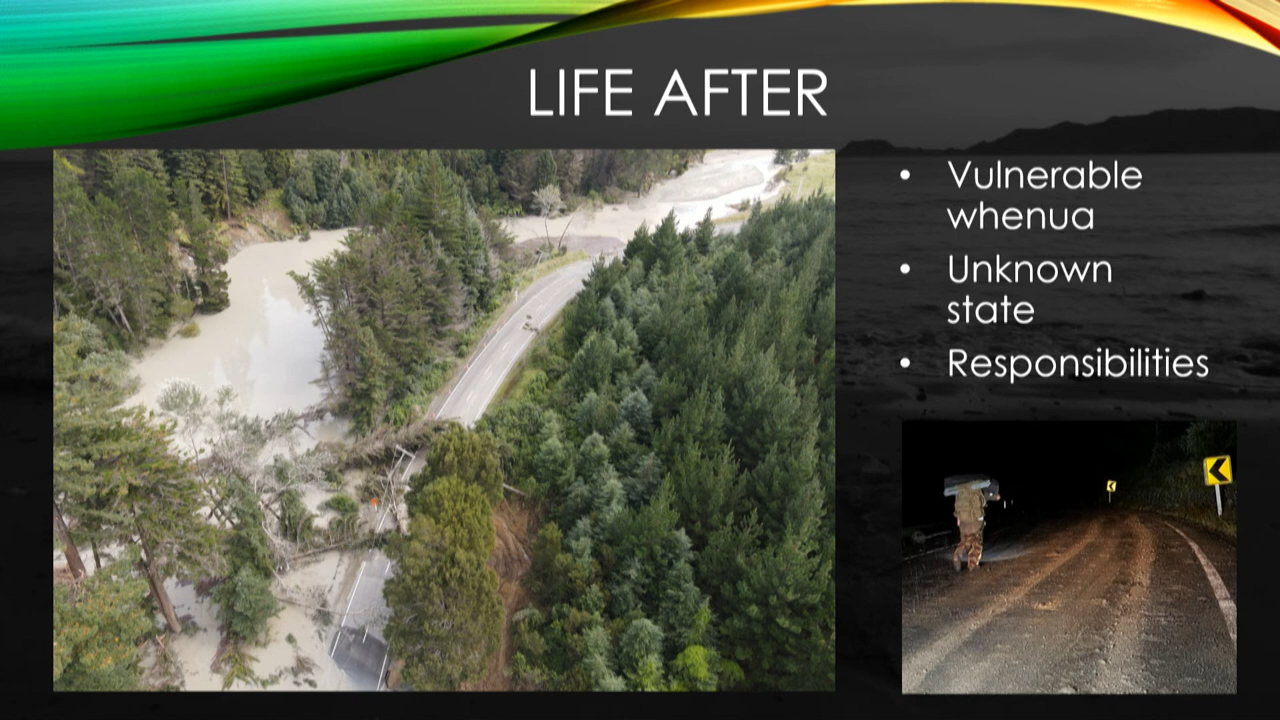 LIFE AFTER
• Vulnerable
whenua
• Unknown
state
• Responsibilities